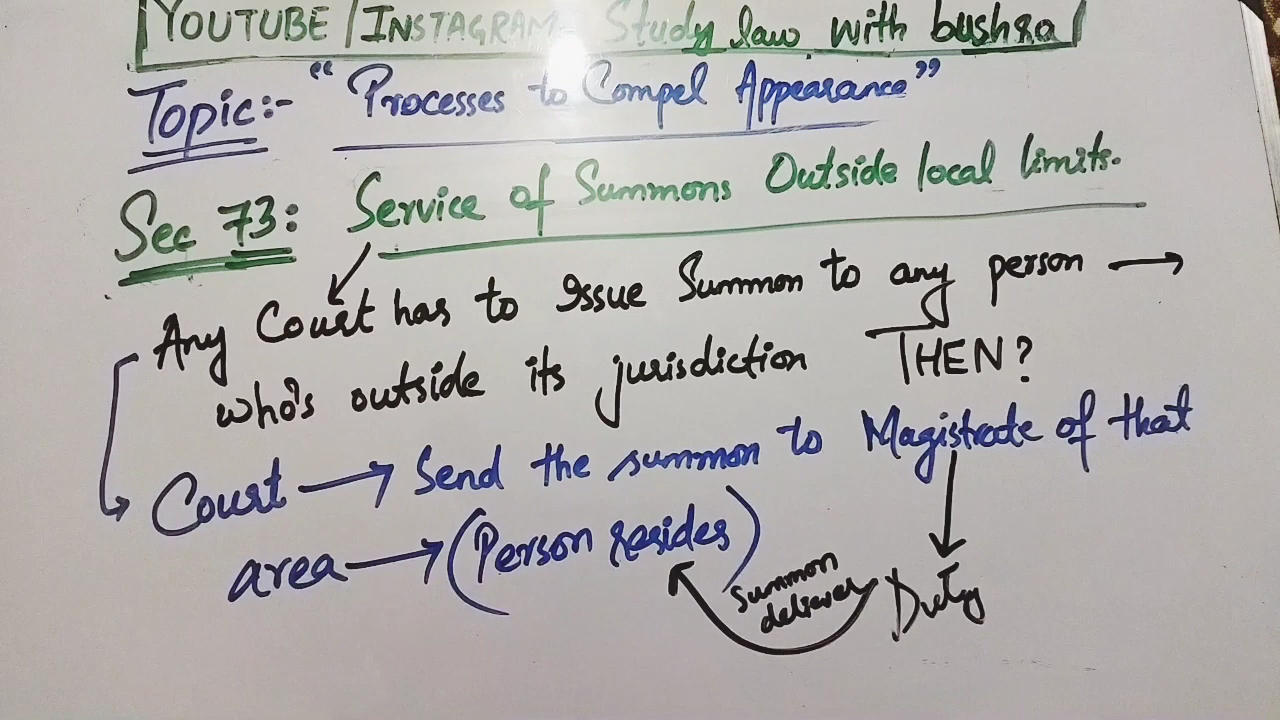 YOUTUBE / INSTAGRAM- Study law with bushra
Topic:- "Processes to Compel Appearance"
Sec 73: Service of Summons Outside local limits.
Any Court has to Issue Summon to any person →
who's outside its jurisdiction THEN?
Court → Send the summon to Magistrate of that
area → (Person resides)
Summon
deliever
Duty